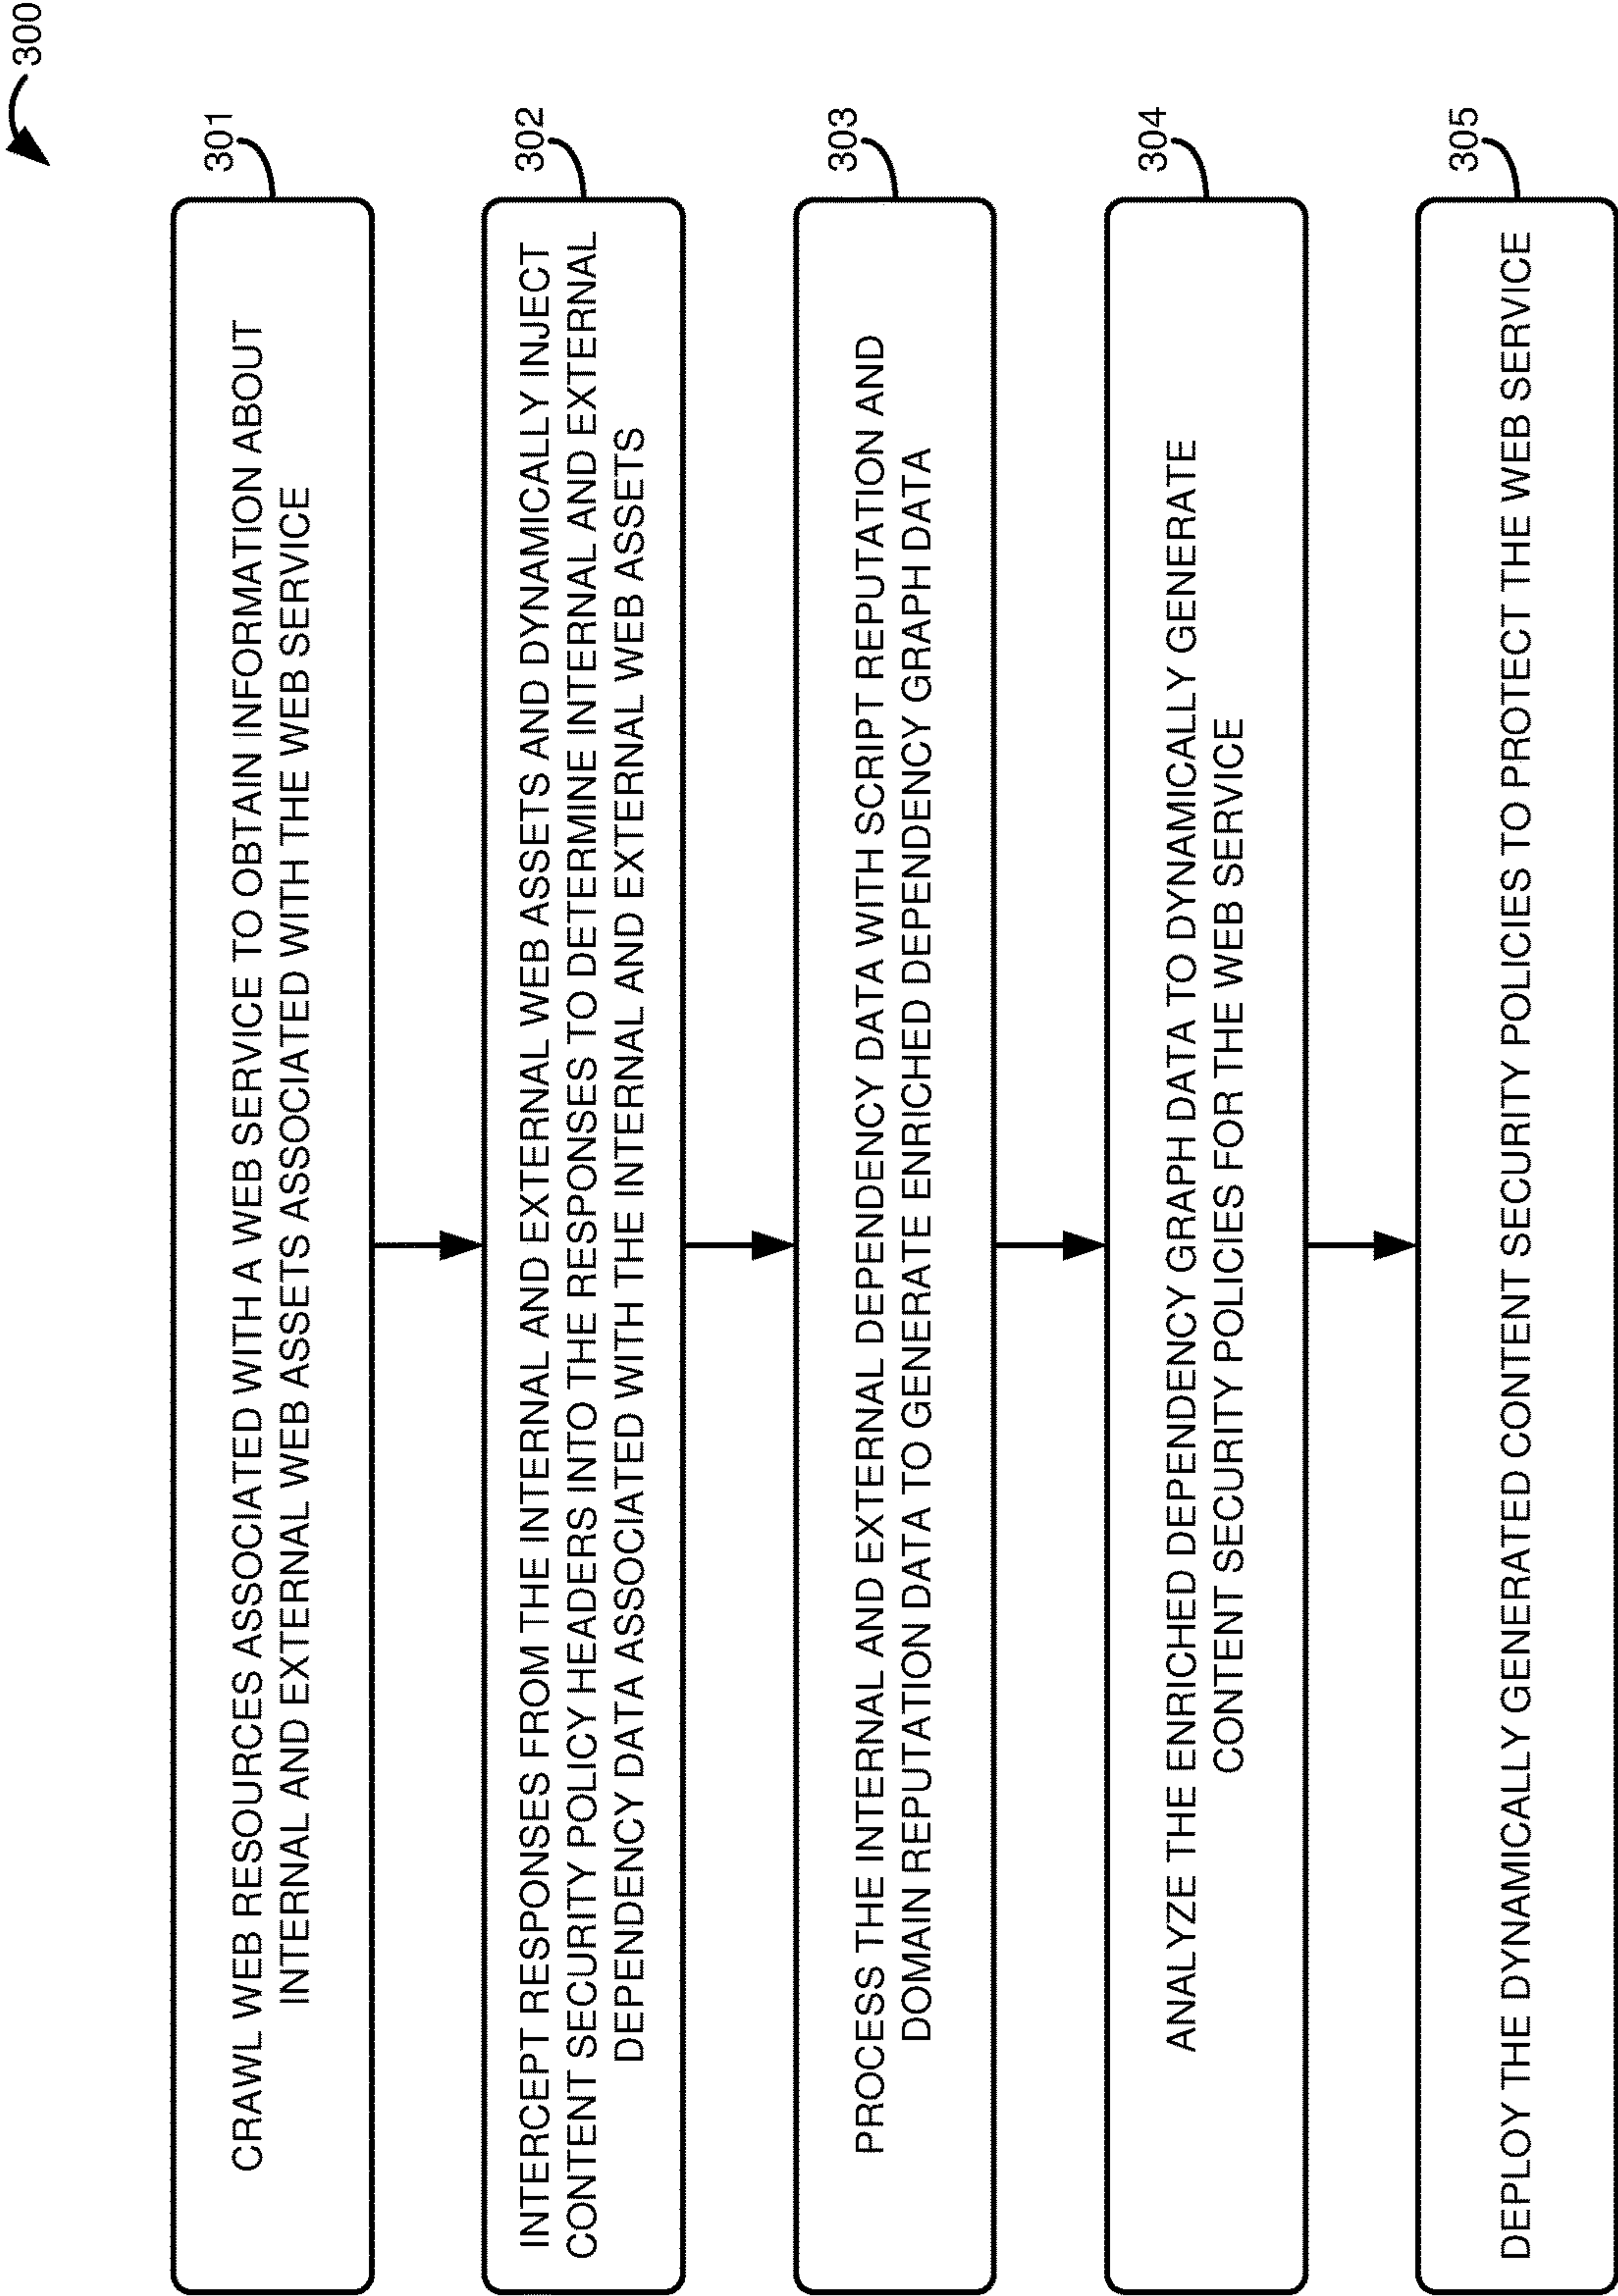 300
301
CRAWL WEB RESOURCES ASSOCIATED WITH A WEB SERVICE TO OBTAIN INFORMATION ABOUT
INTERNAL AND EXTERNAL WEB ASSETS ASSOCIATED WITH THE WEB SERVICE
302
INTERCEPT RESPONSES FROM THE INTERNAL AND EXTERNAL WEB ASSETS AND DYNAMICALLY INJECT
CONTENT SECURITY POLICY HEADERS INTO THE RESPONSES TO DETERMINE INTERNAL AND EXTERNAL
DEPENDENCY DATA ASSOCIATED WITH THE INTERNAL AND EXTERNAL WEB ASSETS
303
PROCESS THE INTERNAL AND EXTERNAL DEPENDENCY DATA WITH SCRIPT REPUTATION AND
DOMAIN REPUTATION DATA TO GENERATE ENRICHED DEPENDENCY GRAPH DATA
304
ANALYZE THE ENRICHED DEPENDENCY GRAPH DATA TO DYNAMICALLY GENERATE
CONTENT SECURITY POLICIES FOR THE WEB SERVICE
305
DEPLOY THE DYNAMICALLY GENERATED CONTENT SECURITY POLICIES TO PROTECT THE WEB SERVICE